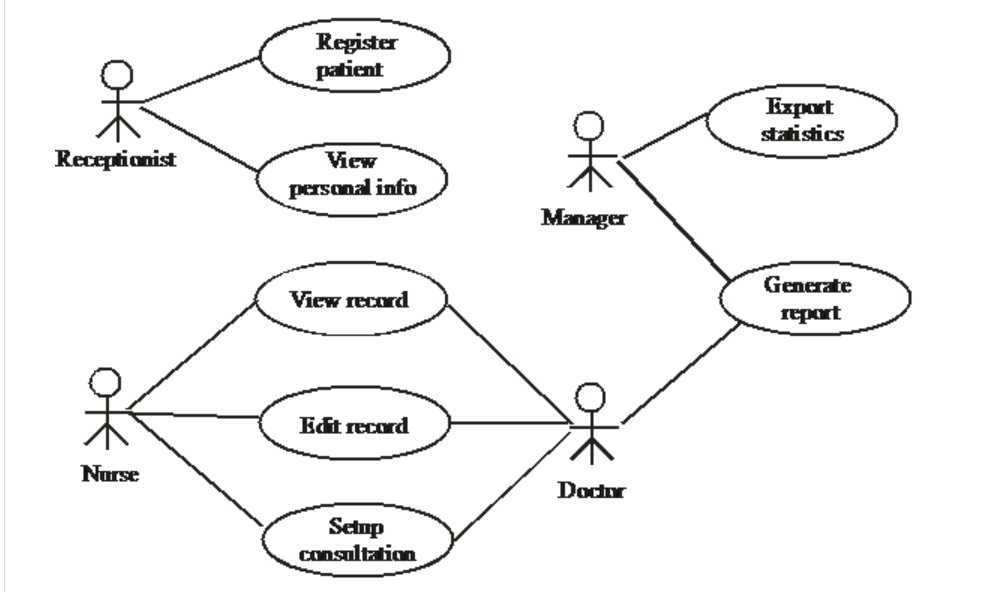 Register
patient
Receptionist
View
personal info
Export
statistics
Manager
View record
Generate
report
Edit record
Nurse
Doctor
Setup
consultation